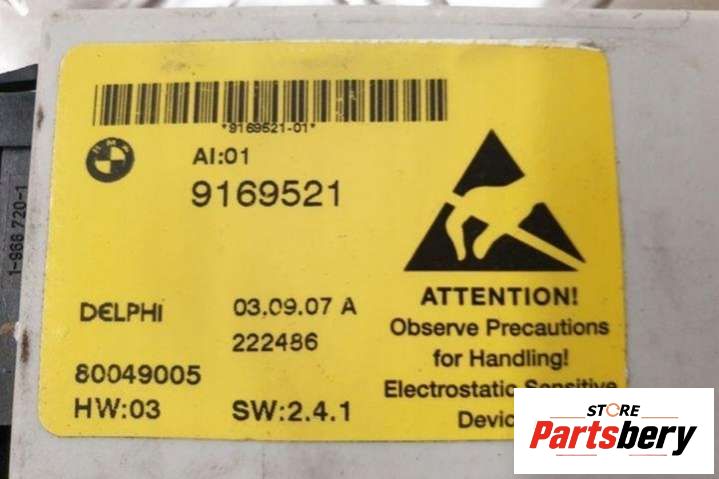 *9169521-01*
BMW
AI:01
9169521
1-966 720-1
DELPHI
03.09.07 A
222486
80049005
HW:03
SW:2.4.1
ATTENTION!
Observe Precautions
for Handling!
Electrostatic Sensitive
STORE
Partsbery